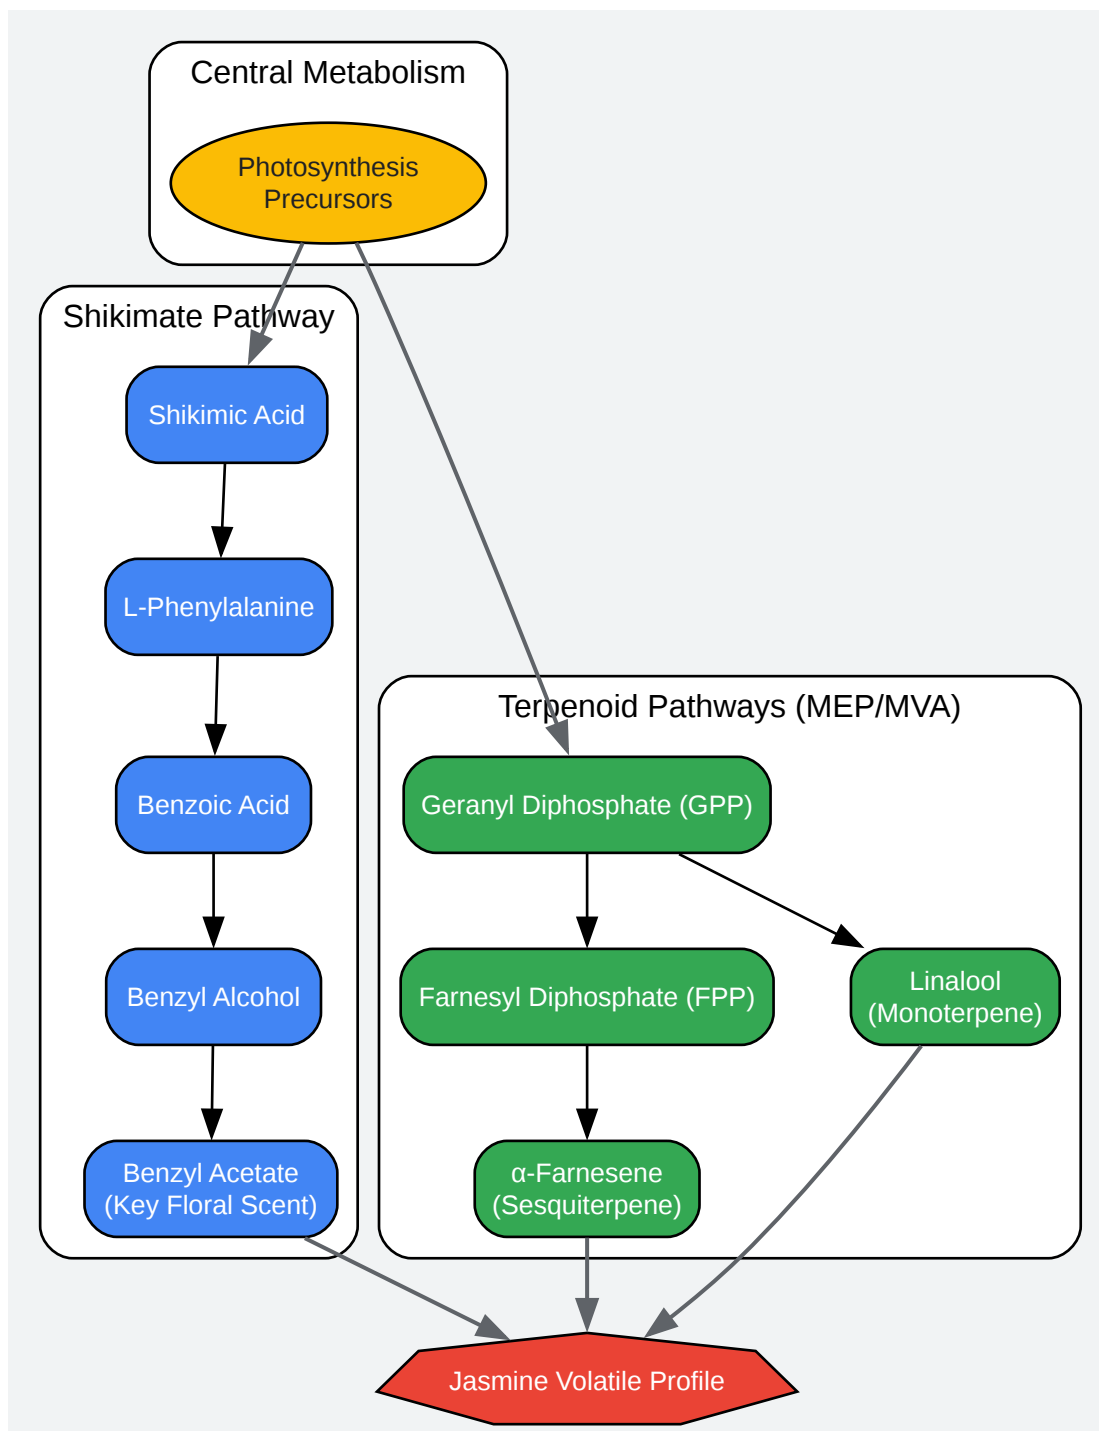 Central Metabolism
Photosynthesis
Precursors
Shikimate Pathway
Shikimic Acid
L-Phenylalanine
Benzoic Acid
Benzyl Alcohol
Benzyl Acetate
(Key Floral Scent)
Terpenoid Pathways (MEP/MVA)
Geranyl Diphosphate (GPP)
Farnesyl Diphosphate (FPP)
Linalool
(Monoterpene)
α-Farnesene
(Sesquiterpene)
Jasmine Volatile Profile